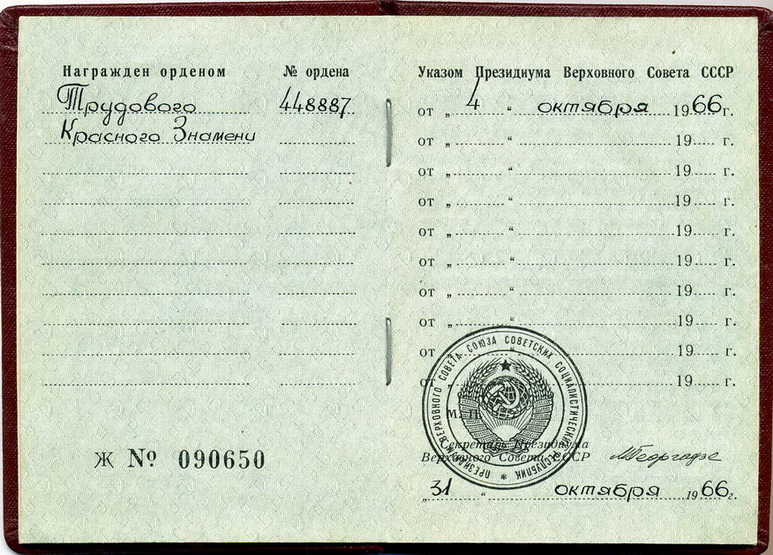 Награжден орденом № ордена
Трудового 448887
Красного Знамени
Ж № 090650
Указом Президиума Верховного Совета СССР
от „ 4 “ октября 1966 г.
от „ “ 19 г.
от „ “ 19 г.
от „ “ 19 г.
от „ “ 19 г.
от „ “ 19 г.
от „ “ 19 г.
от „ “ 19 г.
от „ “ 19 г.
от „ “ 19 г.
ПРЕЗИДИУМ ВЕРХОВНОГО СОВЕТА СОЮЗА СОВЕТСКИХ СОЦИАЛИСТИЧЕСКИХ РЕСПУБЛИК
М. П.
Секретарь Президиума
Верховного Совета СССР МГеоргадзе
„31 “ октября 1966 г.